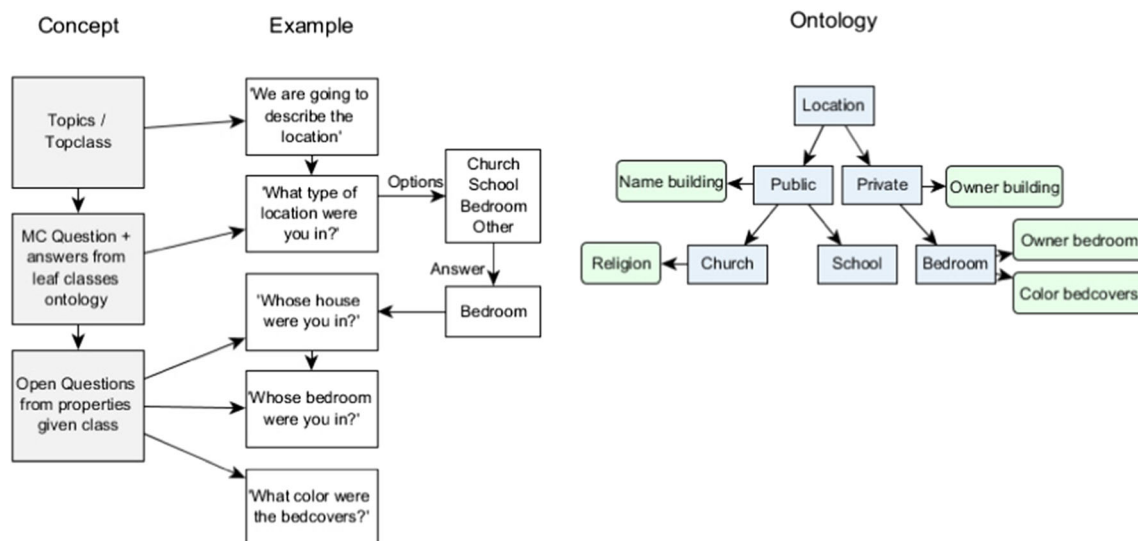 Concept
Example
Ontology
Topics /
Topclass
'We are going to
describe the
location'
MC Question +
answers from
leaf classes
ontology
'What type of
location were
you in?'
Options
Church
School
Bedroom
Other
Answer
Bedroom
Open Questions
from properties
given class
'Whose house
were you in?'
'Whose bedroom
were you in?'
'What color were
the bedcovers?'
Location
Name building
Public
Private
Owner building
Religion
Church
School
Bedroom
Owner bedroom
Color bedcovers